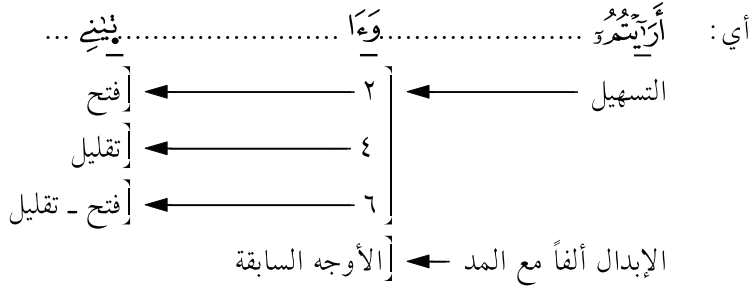 أي : أَرَٰٓيْتُمُۥٓ .......................... وَءَا .......................... ىٰنِے ...
التسهيل ٢ فتح
٤ تقليل
٦ فتح ـ تقليل
الإبدال ألفاً مع المد الأوجه السابقة